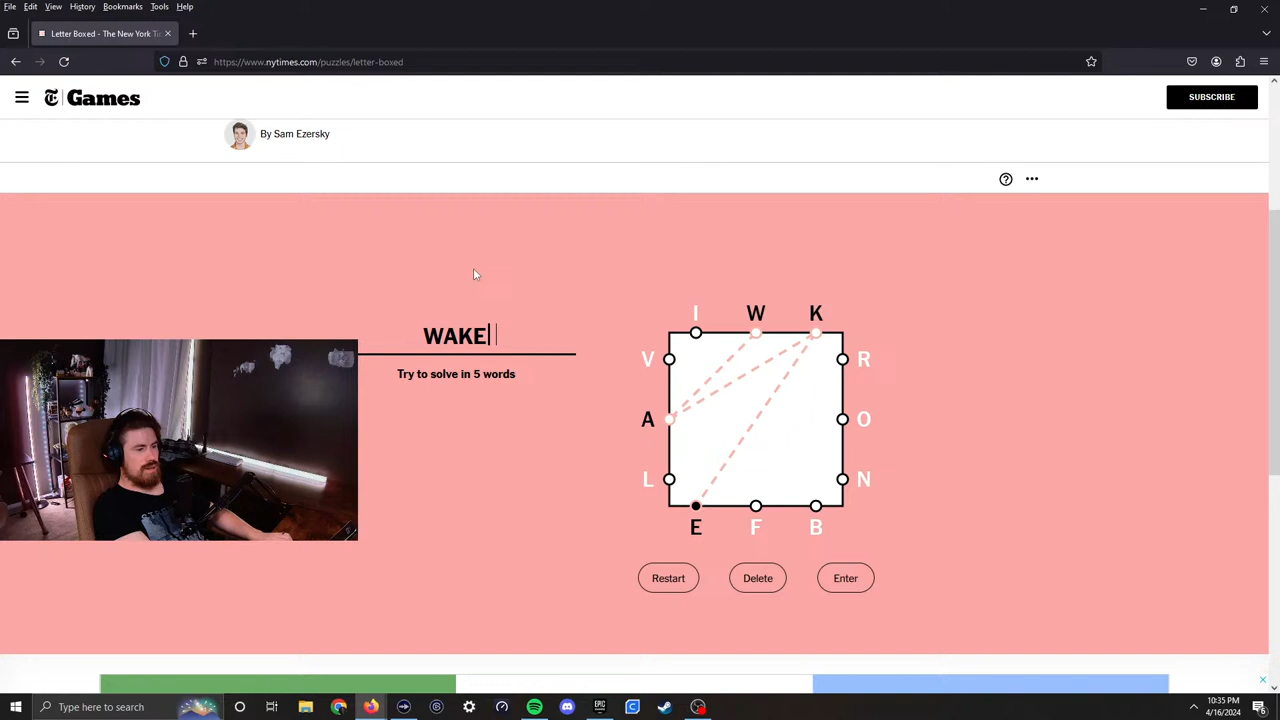 File Edit View History Bookmarks Tools Help
Letter Boxed - The New York Ti
https://www.nytimes.com/puzzles/letter-boxed
Games
SUBSCRIBE
By Sam Ezersky
WAKE
Try to solve in 5 words
I W K
V R
A O
L N
E F B
Restart Delete Enter
Type here to search
EPIC
10:35 PM
4/16/2024
6